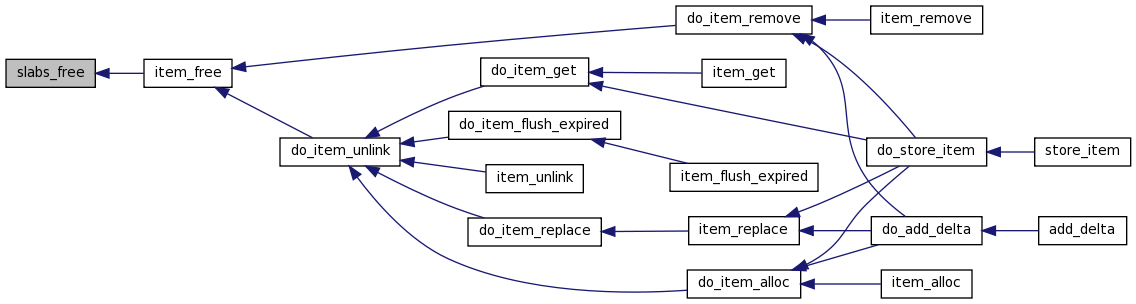 do_item_remove
item_remove
slabs_free
item_free
do_item_get
item_get
do_item_flush_expired
do_item_unlink
do_store_item
store_item
item_unlink
item_flush_expired
do_item_replace
item_replace
do_add_delta
add_delta
do_item_alloc
item_alloc